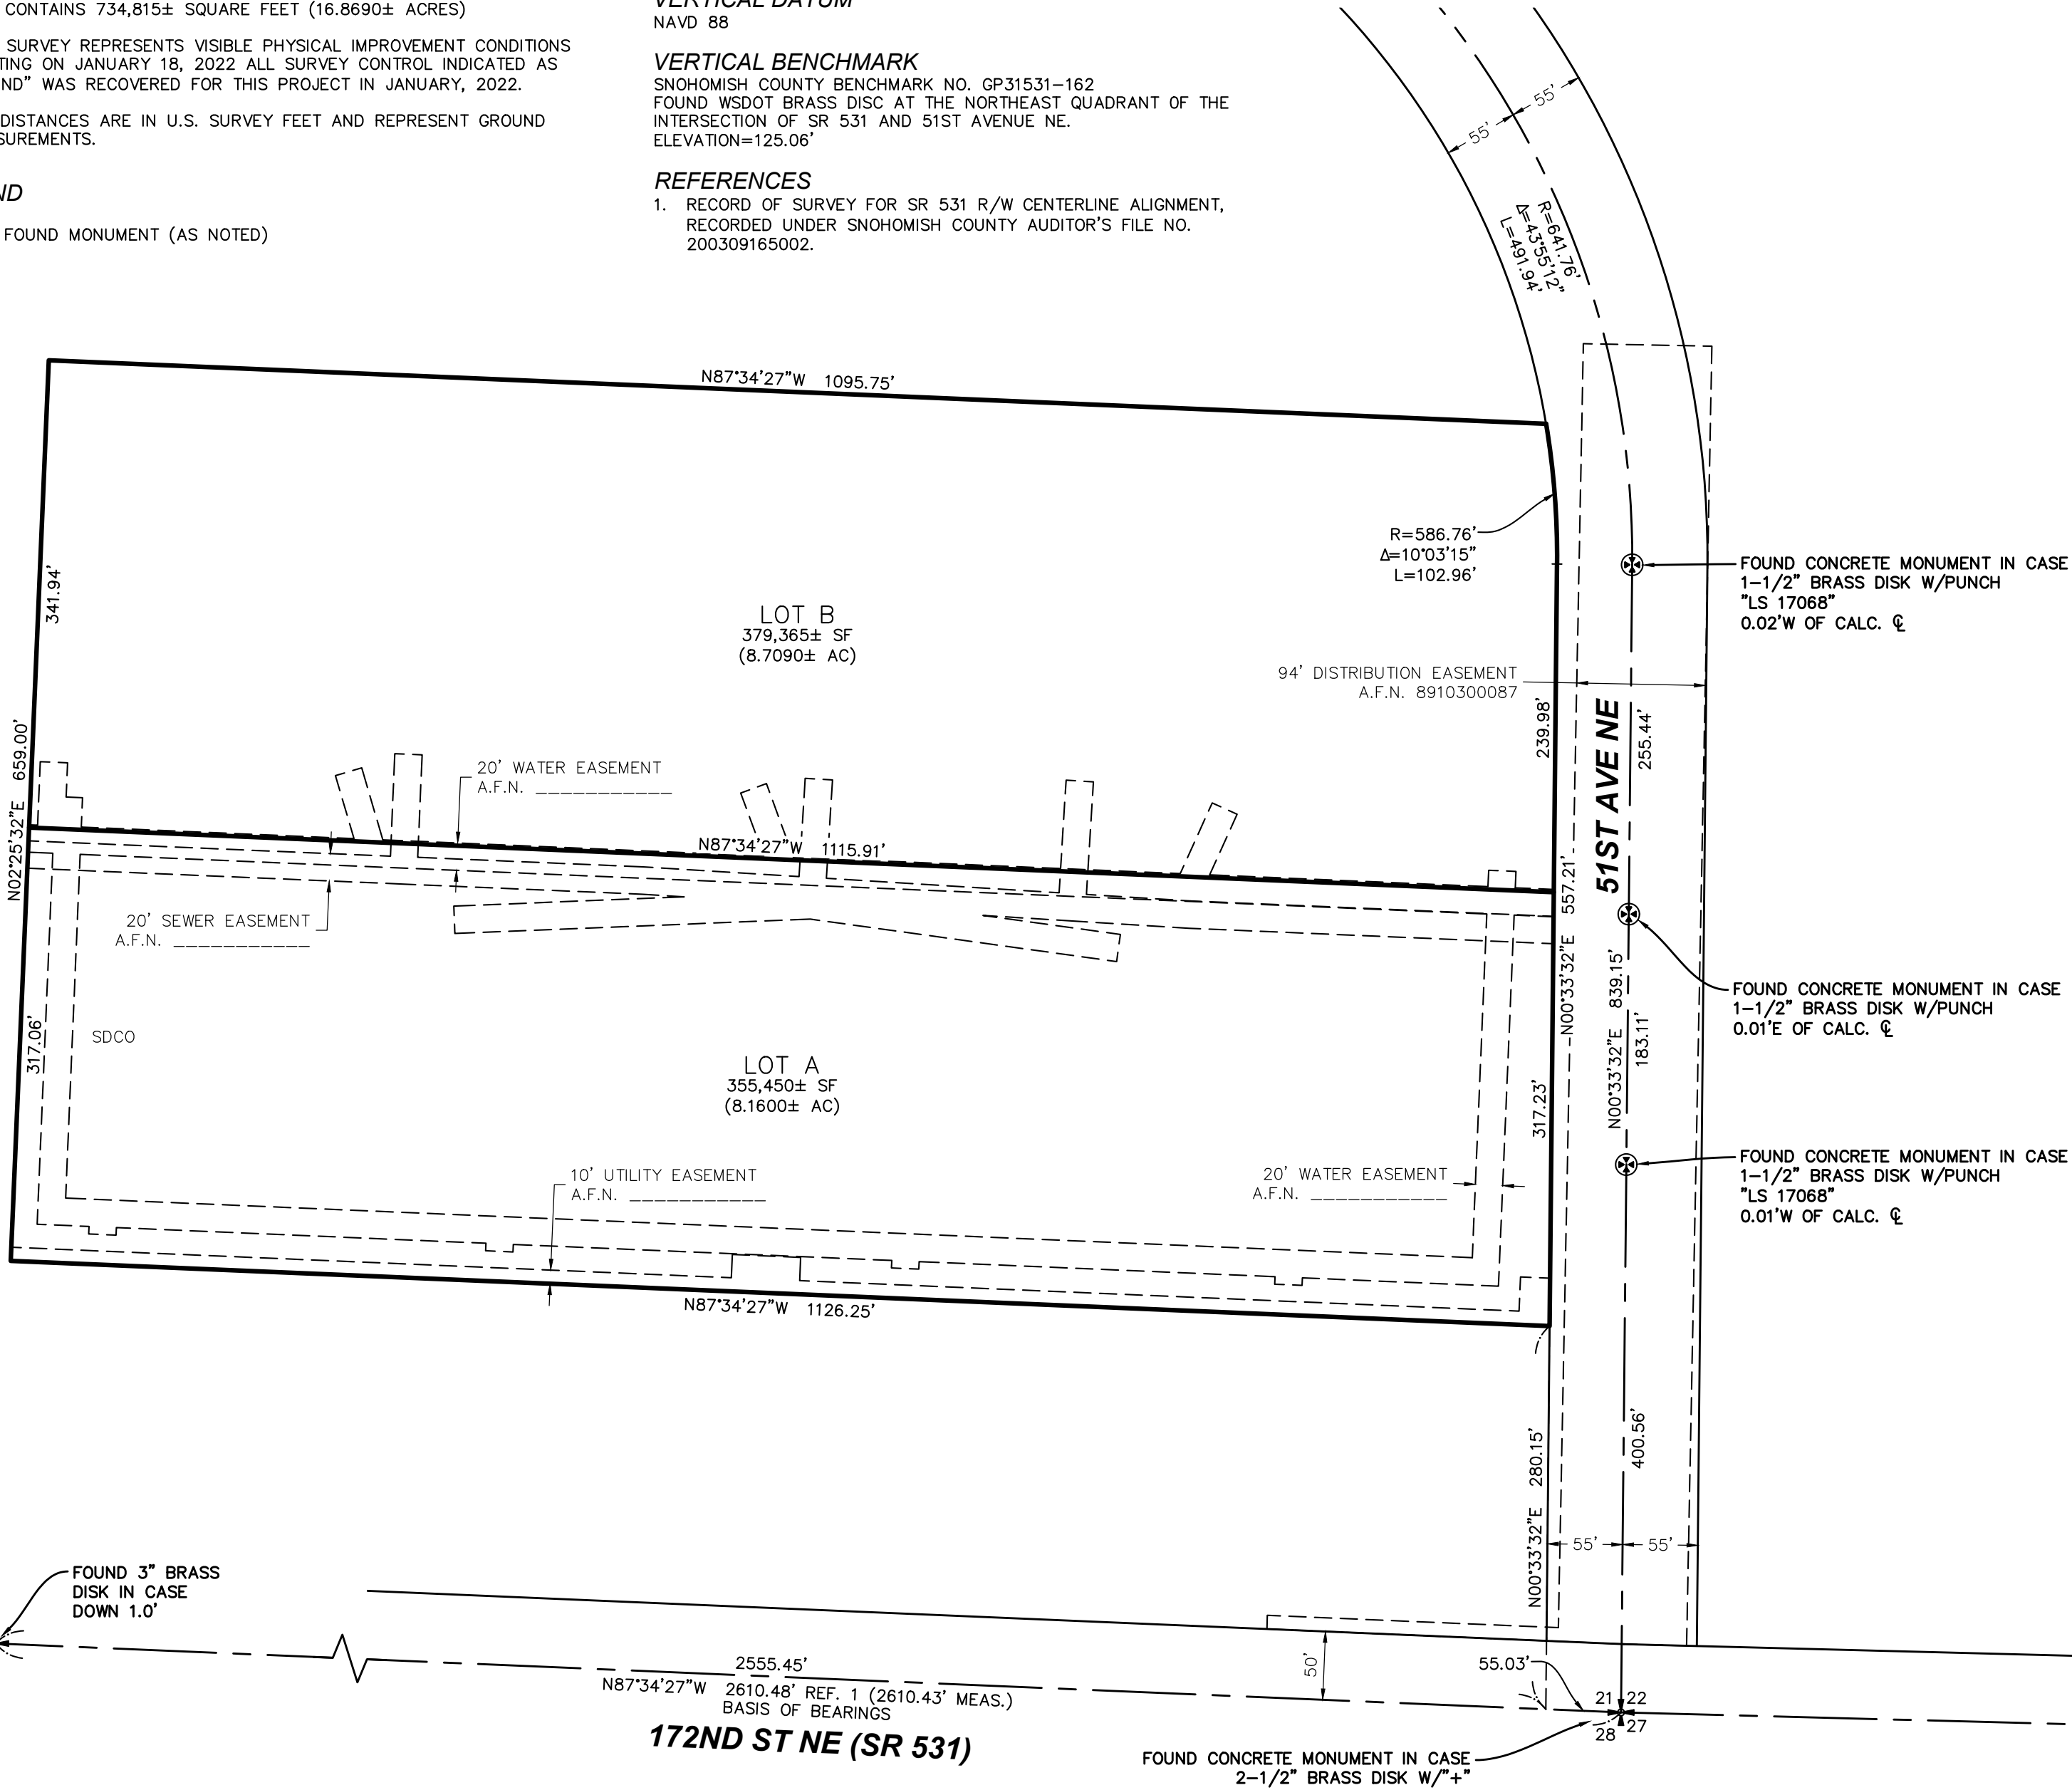 CONTAINS 734,815± SQUARE FEET (16.8690± ACRES)
SURVEY REPRESENTS VISIBLE PHYSICAL IMPROVEMENT CONDITIONS
TING ON JANUARY 18, 2022 ALL SURVEY CONTROL INDICATED AS
ND" WAS RECOVERED FOR THIS PROJECT IN JANUARY, 2022.
DISTANCES ARE IN U.S. SURVEY FEET AND REPRESENT GROUND
SUREMENTS.
ND
FOUND MONUMENT (AS NOTED)
VERTICAL DATUM
NAVD 88
VERTICAL BENCHMARK
SNOHOMISH COUNTY BENCHMARK NO. GP31531-162
FOUND WSDOT BRASS DISC AT THE NORTHEAST QUADRANT OF THE
INTERSECTION OF SR 531 AND 51ST AVENUE NE.
ELEVATION=125.06'
REFERENCES
1. RECORD OF SURVEY FOR SR 531 R/W CENTERLINE ALIGNMENT,
RECORDED UNDER SNOHOMISH COUNTY AUDITOR'S FILE NO.
200309165002.
55'
55'
R=641.76'
Δ=43°55'12"
L=491.94'
N87°34'27"W 1095.75'
R=586.76'
Δ=10°03'15"
L=102.96'
FOUND CONCRETE MONUMENT IN CASE
1-1/2" BRASS DISK W/PUNCH
"LS 17068"
0.02'W OF CALC. ℄
341.94'
LOT B
379,365± SF
(8.7090± AC)
94' DISTRIBUTION EASEMENT
A.F.N. 8910300087
239.98'
51ST AVE NE
255.44'
N02°25'32"E 659.00'
20' WATER EASEMENT
A.F.N. ___________
N87°34'27"W 1115.91'
N00°33'32"E 557.21'
20' SEWER EASEMENT
A.F.N. ___________
N00°33'32"E 839.15'
183.11'
FOUND CONCRETE MONUMENT IN CASE
1-1/2" BRASS DISK W/PUNCH
0.01'E OF CALC. ℄
317.06'
SDCO
LOT A
355,450± SF
(8.1600± AC)
317.23'
FOUND CONCRETE MONUMENT IN CASE
1-1/2" BRASS DISK W/PUNCH
"LS 17068"
0.01'W OF CALC. ℄
10' UTILITY EASEMENT
A.F.N. ___________
20' WATER EASEMENT
A.F.N. ___________
N87°34'27"W 1126.25'
N00°33'32"E 280.15'
400.56'
55'
55'
FOUND 3" BRASS
DISK IN CASE
DOWN 1.0'
2555.45'
N87°34'27"W 2610.48' REF. 1 (2610.43' MEAS.)
BASIS OF BEARINGS
172ND ST NE (SR 531)
50'
55.03'
21 22
28 27
FOUND CONCRETE MONUMENT IN CASE
2-1/2" BRASS DISK W/"+"